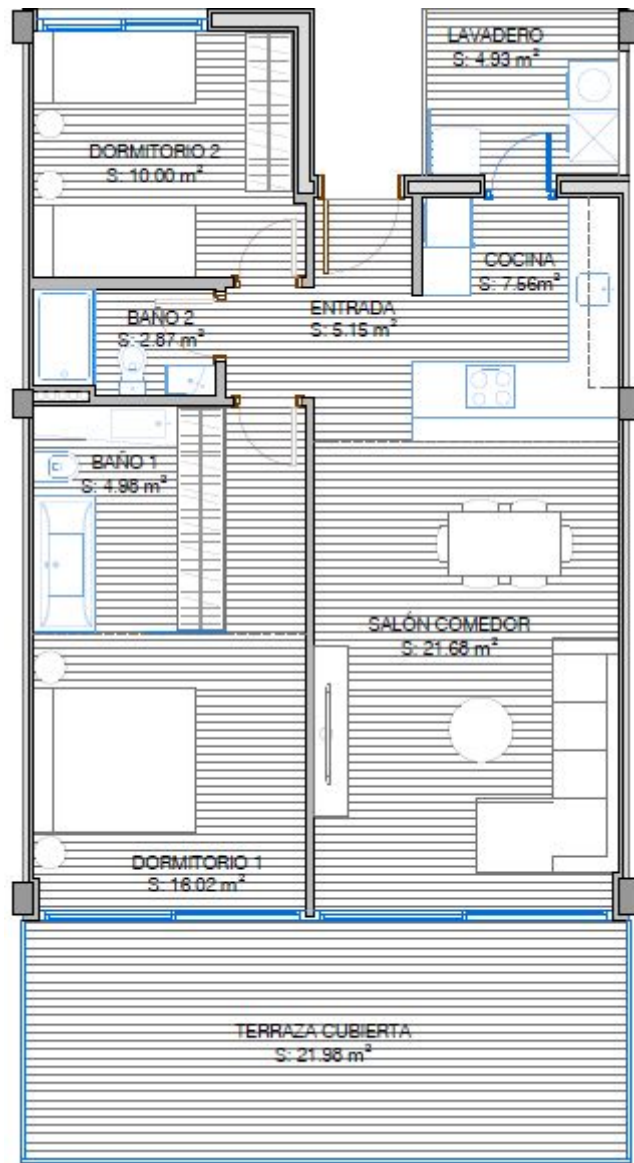 LAVADERO
S: 4.93 m²
DORMITORIO 2
S: 10.00 m²
COCINA
S: 7.56m²
ENTRADA
S: 5.15 m²
BAÑO 2
S: 2.87 m²
BAÑO 1
S: 4.98 m²
SALÓN COMEDOR
S: 21.68 m²
DORMITORIO 1
S: 16.02 m²
TERRAZA CUBIERTA
S: 21.98 m²